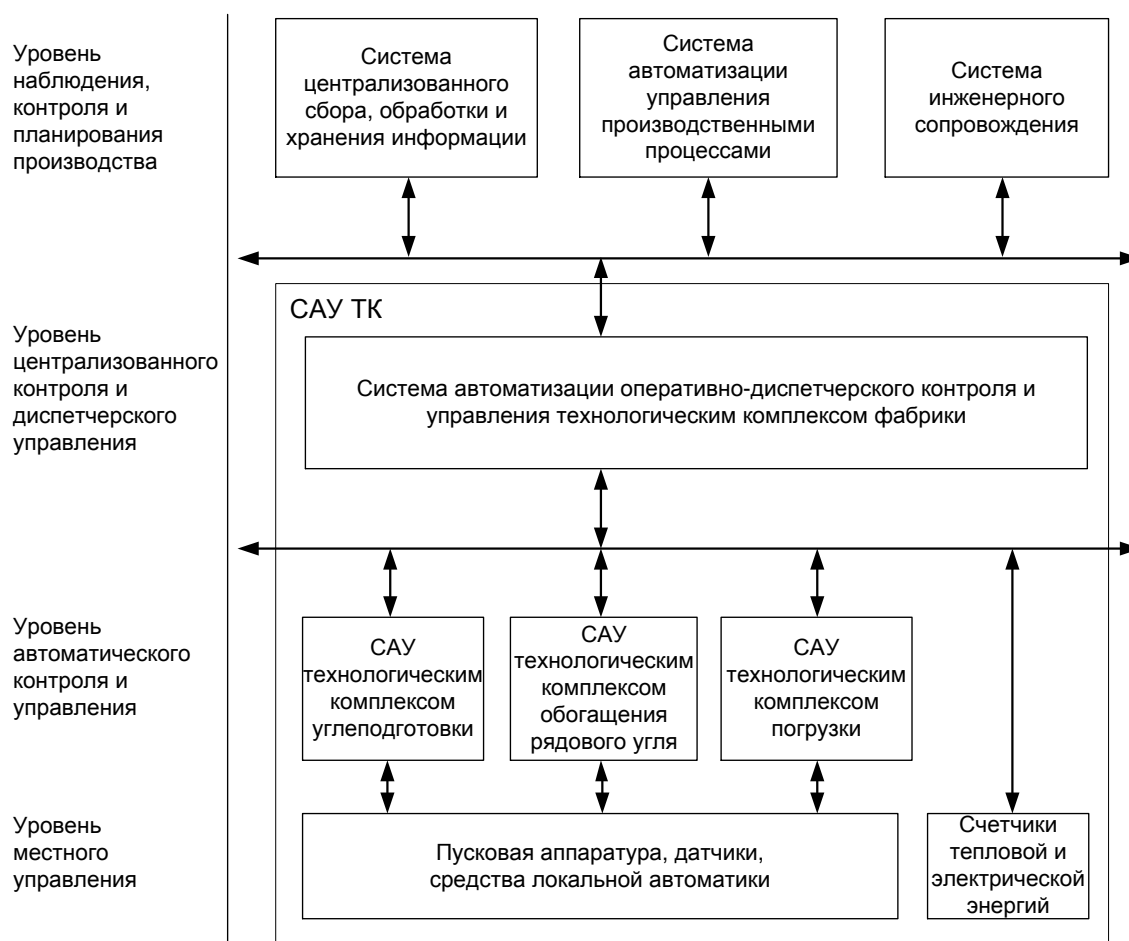 Уровень
наблюдения,
контроля и
планирования
производства
Система
централизованного
сбора, обработки и
хранения информации
Система
автоматизации
управления
производственными
процессами
Система
инженерного
сопровождения
САУ ТК
Уровень
централизованного
контроля и
диспетчерского
управления
Система автоматизации оперативно-диспетчерского контроля и
управления технологическим комплексом фабрики
Уровень
автоматического
контроля и
управления
САУ
технологическим
комплексом
углеподготовки
САУ
технологическим
комплексом
обогащения
рядового угля
САУ
технологическим
комплексом
погрузки
Уровень
местного
управления
Пусковая аппаратура, датчики,
средства локальной автоматики
Счетчики
тепловой и
электрической
энергий